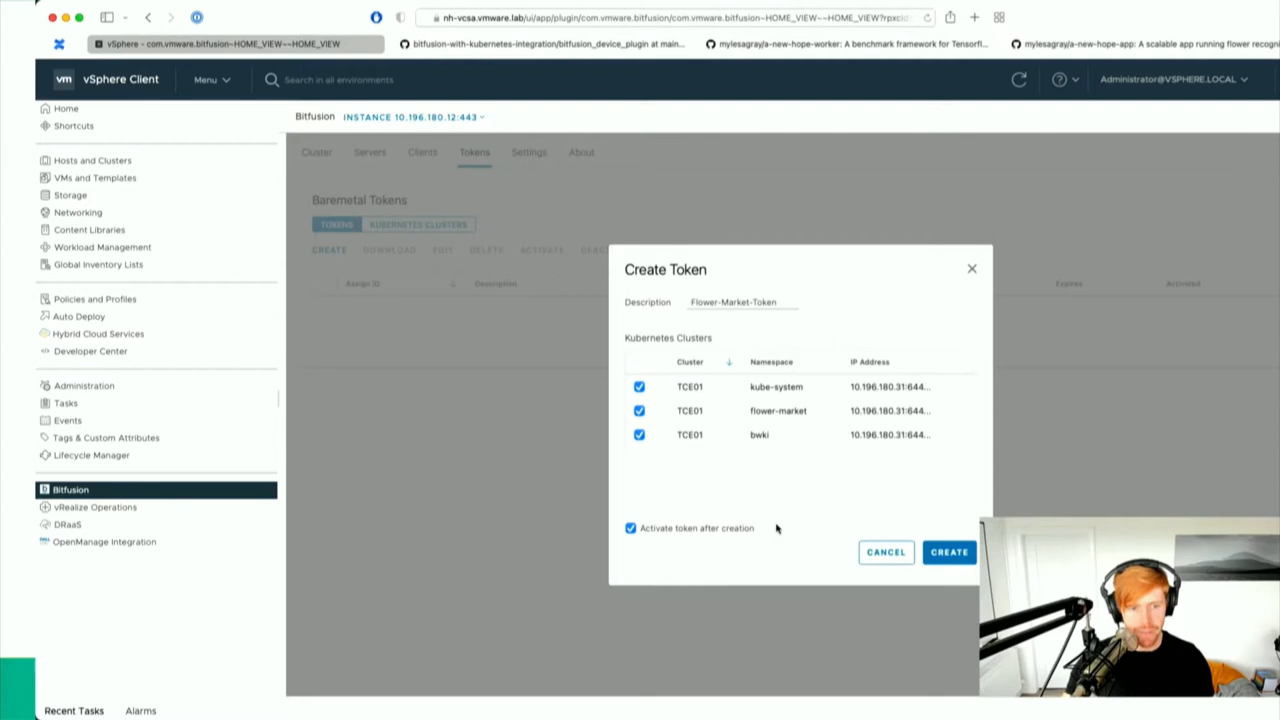 nh-vcsa.vmware.lab/ui/app/plugin/com.vmware.bitfusion/com.vmware.bitfusion~HOME_VIEW~~HOME_VIEW?rpxcid
vSphere - com.vmware.bitfusion~HOME_VIEW~~HOME_VIEW
bitfusion-with-kubernetes-integration/bitfusion_device_plugin at main...
mylesagray/a-new-hope-worker: A benchmark framework for Tensorfl...
mylesagray/a-new-hope-app: A scalable app running flower recogni
vm vSphere Client Menu Search in all environments Administrator@VSPHERE.LOCAL
Home
Shortcuts
Hosts and Clusters
VMs and Templates
Storage
Networking
Content Libraries
Workload Management
Global Inventory Lists
Policies and Profiles
Auto Deploy
Hybrid Cloud Services
Developer Center
Administration
Tasks
Events
Tags & Custom Attributes
Lifecycle Manager
Bitfusion
vRealize Operations
DRaaS
OpenManage Integration
Bitfusion INSTANCE 10.196.180.12:443
Cluster Servers Clients Tokens Settings About
Baremetal Tokens
TOKENS KUBERNETES CLUSTERS
CREATE DOWNLOAD EDIT DELETE ACTIVATE DEAC
Assign ID Description Expires Activated
Create Token
Description Flower-Market-Token
Kubernetes Clusters
Cluster Namespace IP Address
TCE01 kube-system 10.196.180.31:644...
TCE01 flower-market 10.196.180.31:644...
TCE01 bwki 10.196.180.31:644...
Activate token after creation
CANCEL CREATE
Recent Tasks Alarms